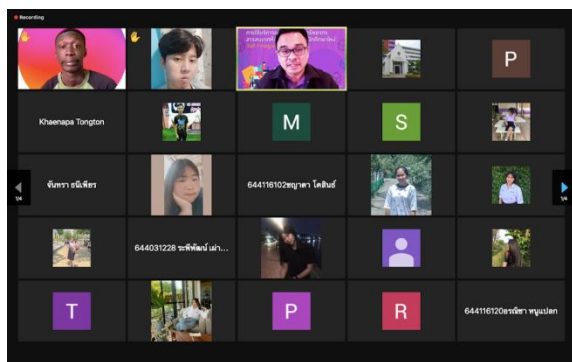 Recording
P
Khaenapa Tongton
M
S
จันทรา ธนีเพียร
644116102ชญาดา โคสินธ์
1/4
1/4
644031228 ระพีพัฒน์ เผ่า...
T
P
R
644116120อรณิชา หนูแปลก